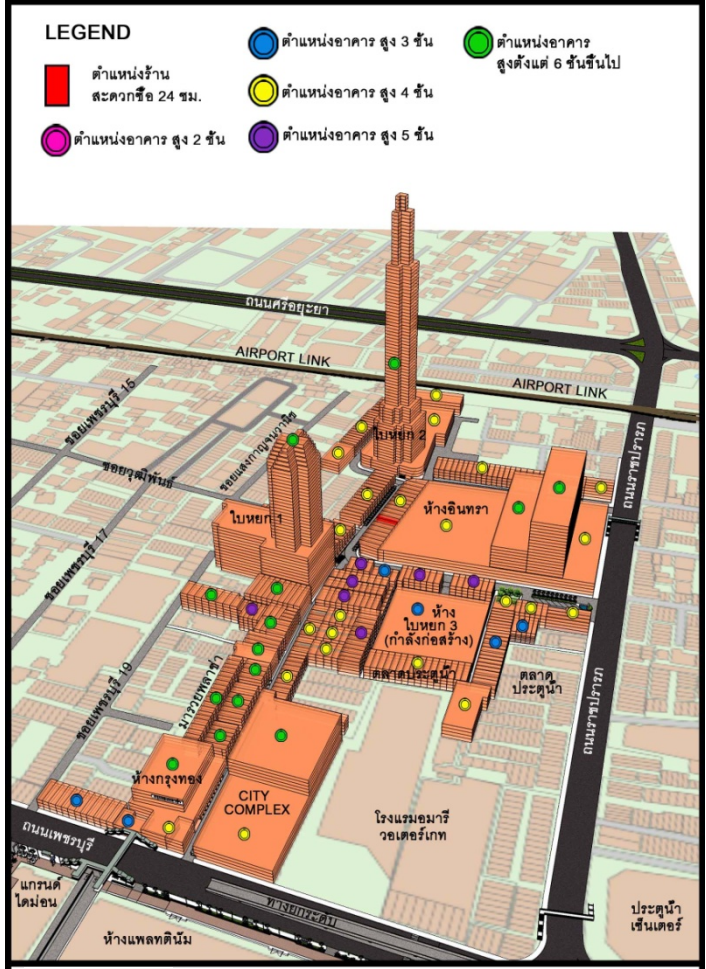 LEGEND
ตำแหน่งร้าน
สะดวกซื้อ 24 ชม.
ตำแหน่งอาคาร สูง 2 ชั้น
ตำแหน่งอาคาร สูง 3 ชั้น
ตำแหน่งอาคาร สูง 4 ชั้น
ตำแหน่งอาคาร สูง 5 ชั้น
ตำแหน่งอาคาร
สูงตั้งแต่ 6 ชั้นขึ้นไป
ถนนศรีอยุธยา
AIRPORT LINK
AIRPORT LINK
ซอยเพชรบุรี 15
ซอยแสงกาญจนวานิช
ใบหยก 2
ถนนราชปรารภ
ซอยวุฒิพันธ์
ใบหยก 1
ห้างอินทรา
ซอยเพชรบุรี 17
ห้าง
ใบหยก 3
(กำลังก่อสร้าง)
ตลาดประตูน้ำ
ตลาด
ประตูน้ำ
ซอยเพชรบุรี 19
มารวยพลาซ่า
ถนนราชปรารภ
ห้างกรุงทอง
CITY
COMPLEX
โรงแรมอมารี
วอเตอร์เกท
ถนนเพชรบุรี
แกรนด์
ไดม่อน
ทางยกระดับ
ห้างแพลทตินัม
ประตูน้ำ
เซ็นเตอร์